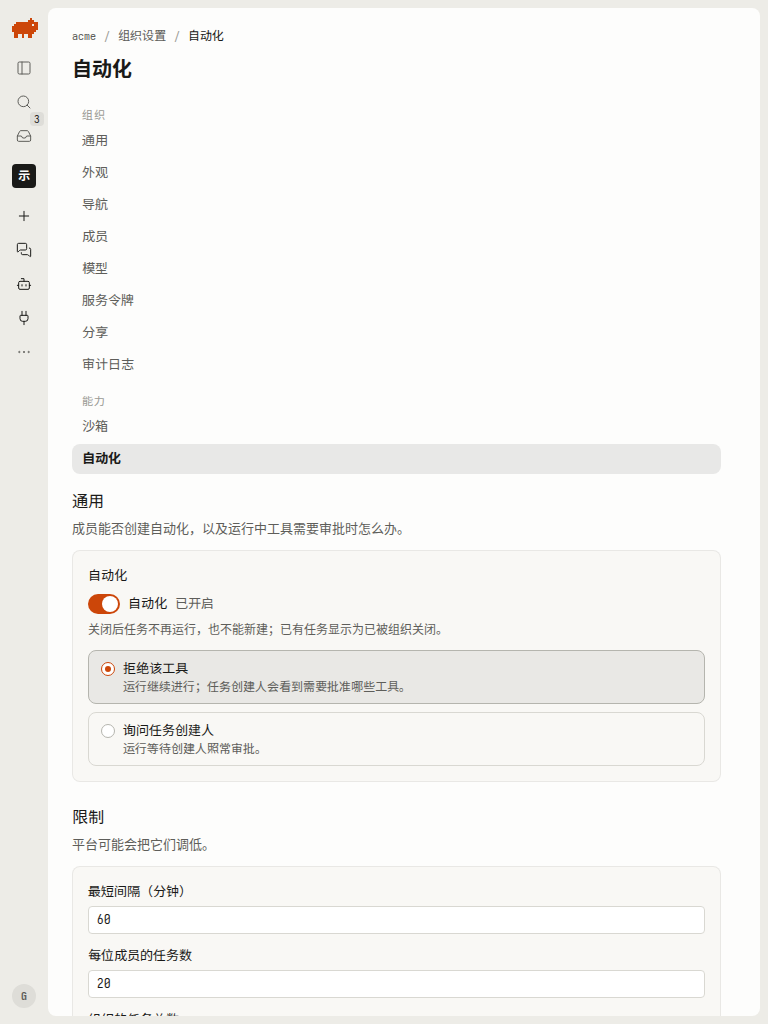 acme / 组织设置 / 自动化
自动化
3
示
组织
通用
外观
导航
成员
模型
服务令牌
分享
审计日志
能力
沙箱
自动化
通用
成员能否创建自动化，以及运行中工具需要审批时怎么办。
自动化
自动化 已开启
关闭后任务不再运行，也不能新建；已有任务显示为已被组织关闭。
拒绝该工具
运行继续进行；任务创建人会看到需要批准哪些工具。
询问任务创建人
运行等待创建人照常审批。
限制
平台可能会把它们调低。
最短间隔（分钟）
60
每位成员的任务数
20
G